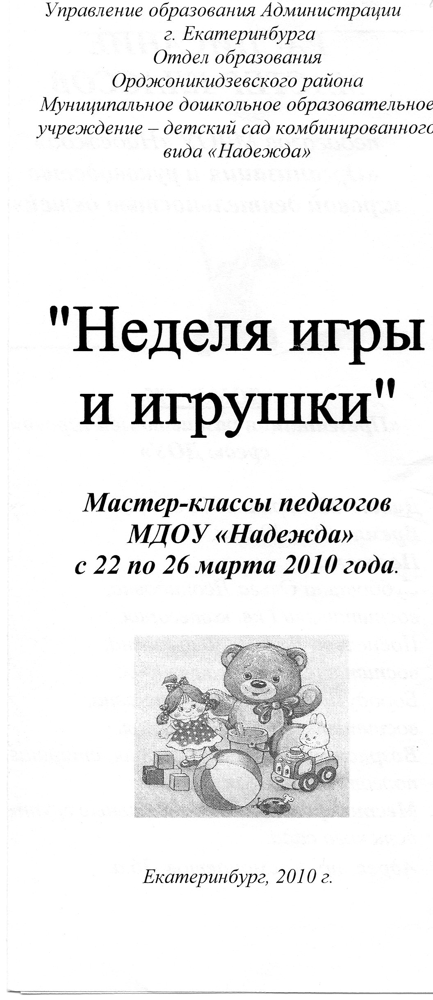 Управление образования Администрации
г. Екатеринбурга
Отдел образования
Орджоникидзевского района
Муниципальное дошкольное образовательное
учреждение – детский сад комбинированного
вида «Надежда»
"Неделя игры
и игрушки"
Мастер-классы педагогов
МДОУ «Надежда»
с 22 по 26 марта 2010 года.
Екатеринбург, 2010 г.